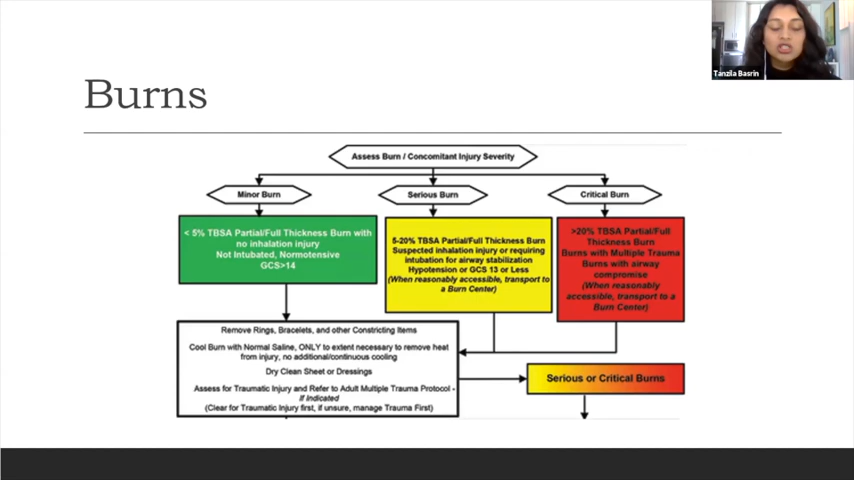 Tanzila Basrin
Burns
Assess Burn / Concomitant Injury Severity
Minor Burn
Serious Burn
Critical Burn
< 5% TBSA Partial/Full Thickness Burn with
no inhalation injury
Not Intubated, Normotensive
GCS>14
5-20% TBSA Partial/Full Thickness Burn
Suspected inhalation injury or requiring
intubation for airway stabilization
Hypotension or GCS 13 or Less
(When reasonably accessible, transport to
a Burn Center)
>20% TBSA Partial/Full
Thickness Burn
Burns with Multiple Trauma
Burns with airway
compromise
(When reasonably
accessible, transport to a
Burn Center)
Remove Rings, Bracelets, and other Constricting Items
Cool Burn with Normal Saline, ONLY to extent necessary to remove heat
from injury, no additional/continuous cooling
Dry Clean Sheet or Dressings
Assess for Traumatic Injury and Refer to Adult Multiple Trauma Protocol -
If Indicated
(Clear for Traumatic Injury first, if unsure, manage Trauma First)
Serious or Critical Burns